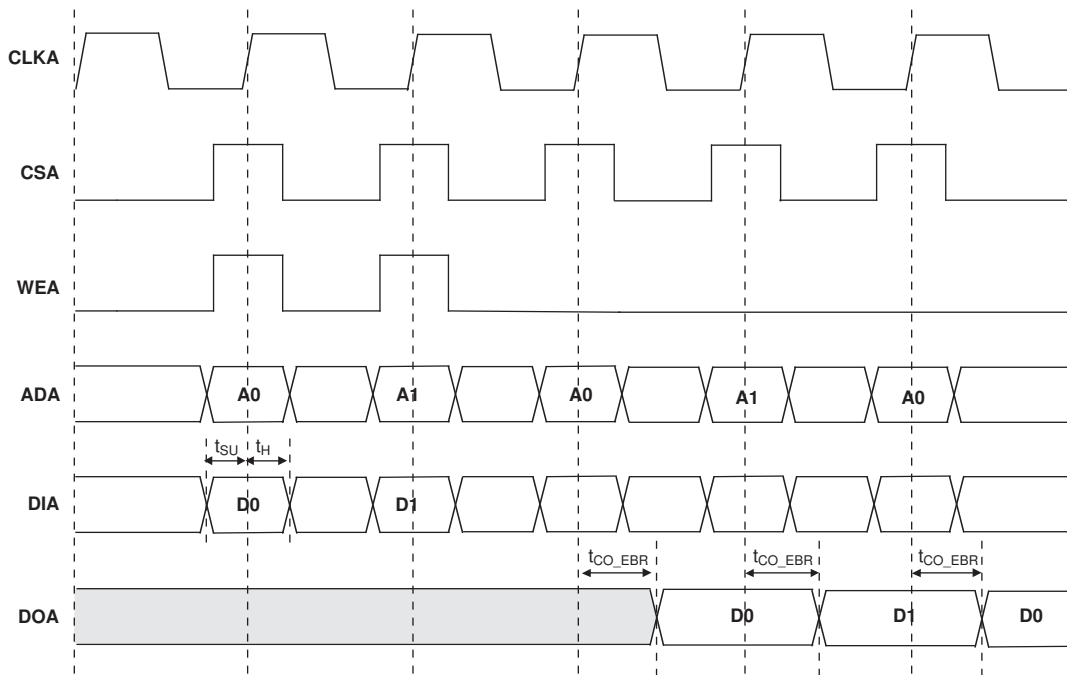 CLKA
CSA
WEA
ADA A0 A1 A0 A1 A0
tSU tH
DIA D0 D1
tCO_EBR tCO_EBR tCO_EBR
DOA D0 D1 D0